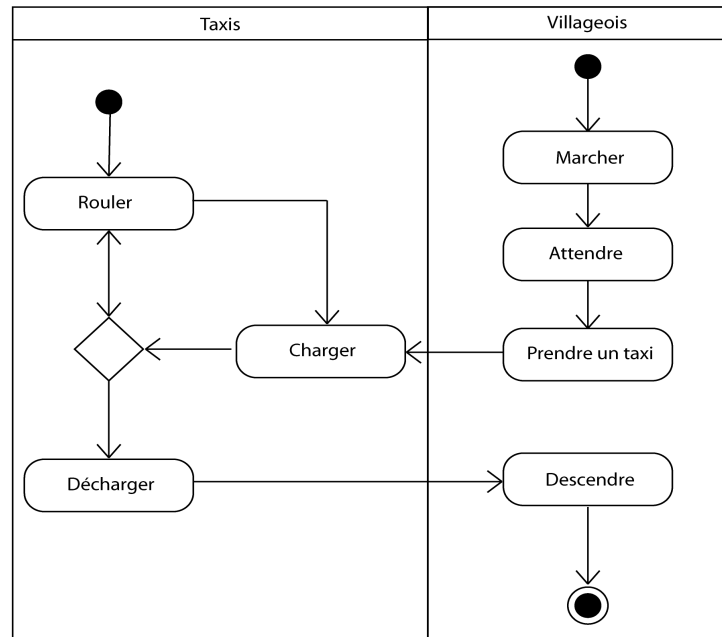 Taxis
Villageois
Marcher
Rouler
Attendre
Charger
Prendre un taxi
Décharger
Descendre